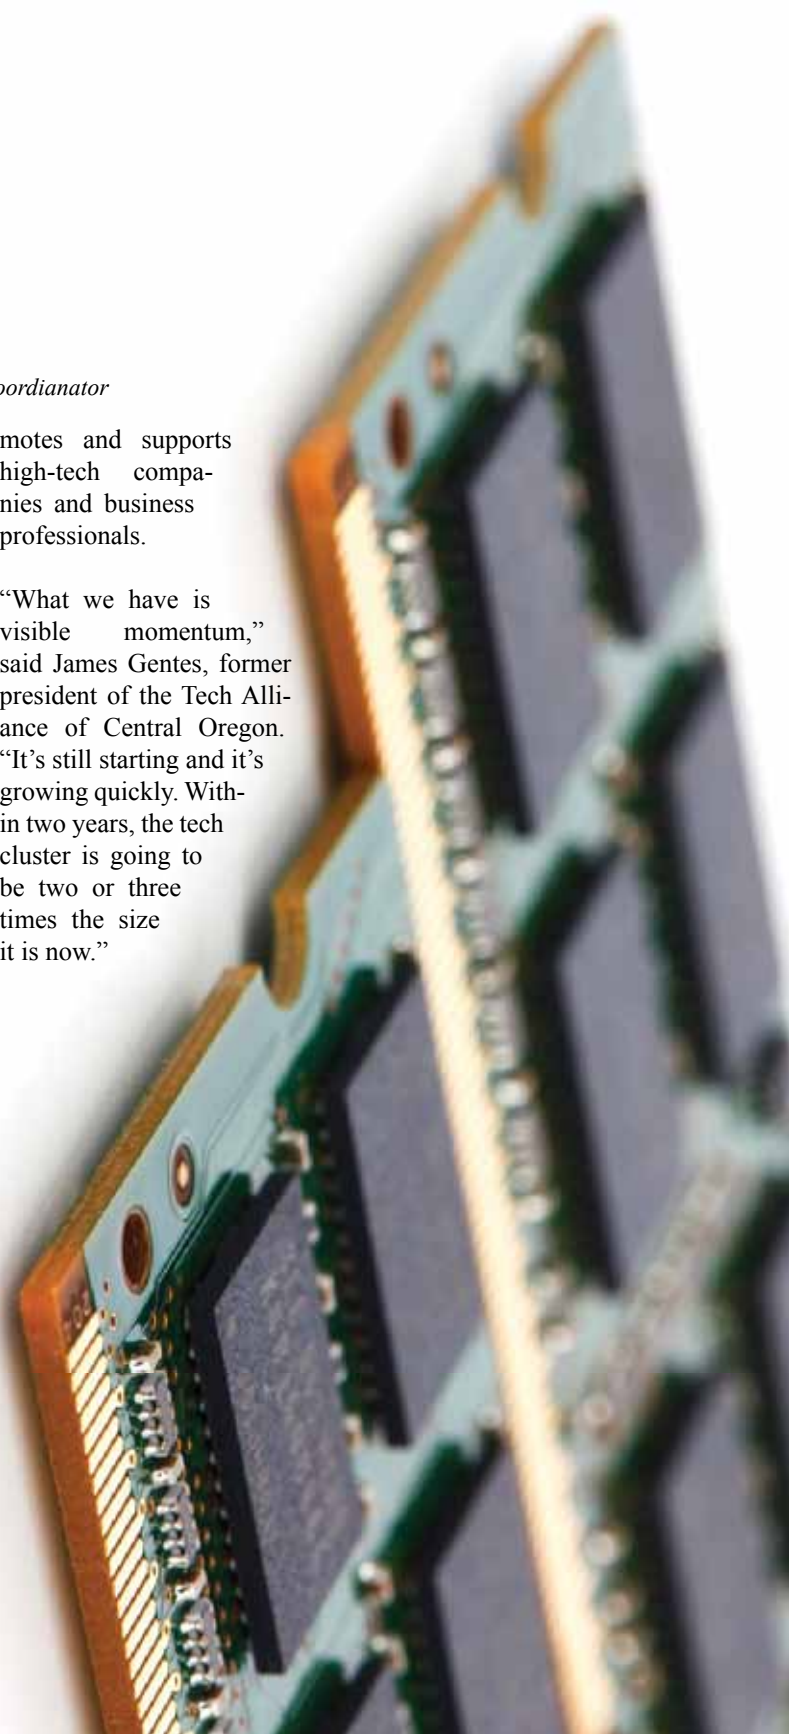 oordianator
motes and supports
high-tech compa-
nies and business
professionals.
“What we have is
visible momentum,”
said James Gentes, former
president of the Tech Alli-
ance of Central Oregon.
“It’s still starting and it’s
growing quickly. With-
in two years, the tech
cluster is going to
be two or three
times the size
it is now.”